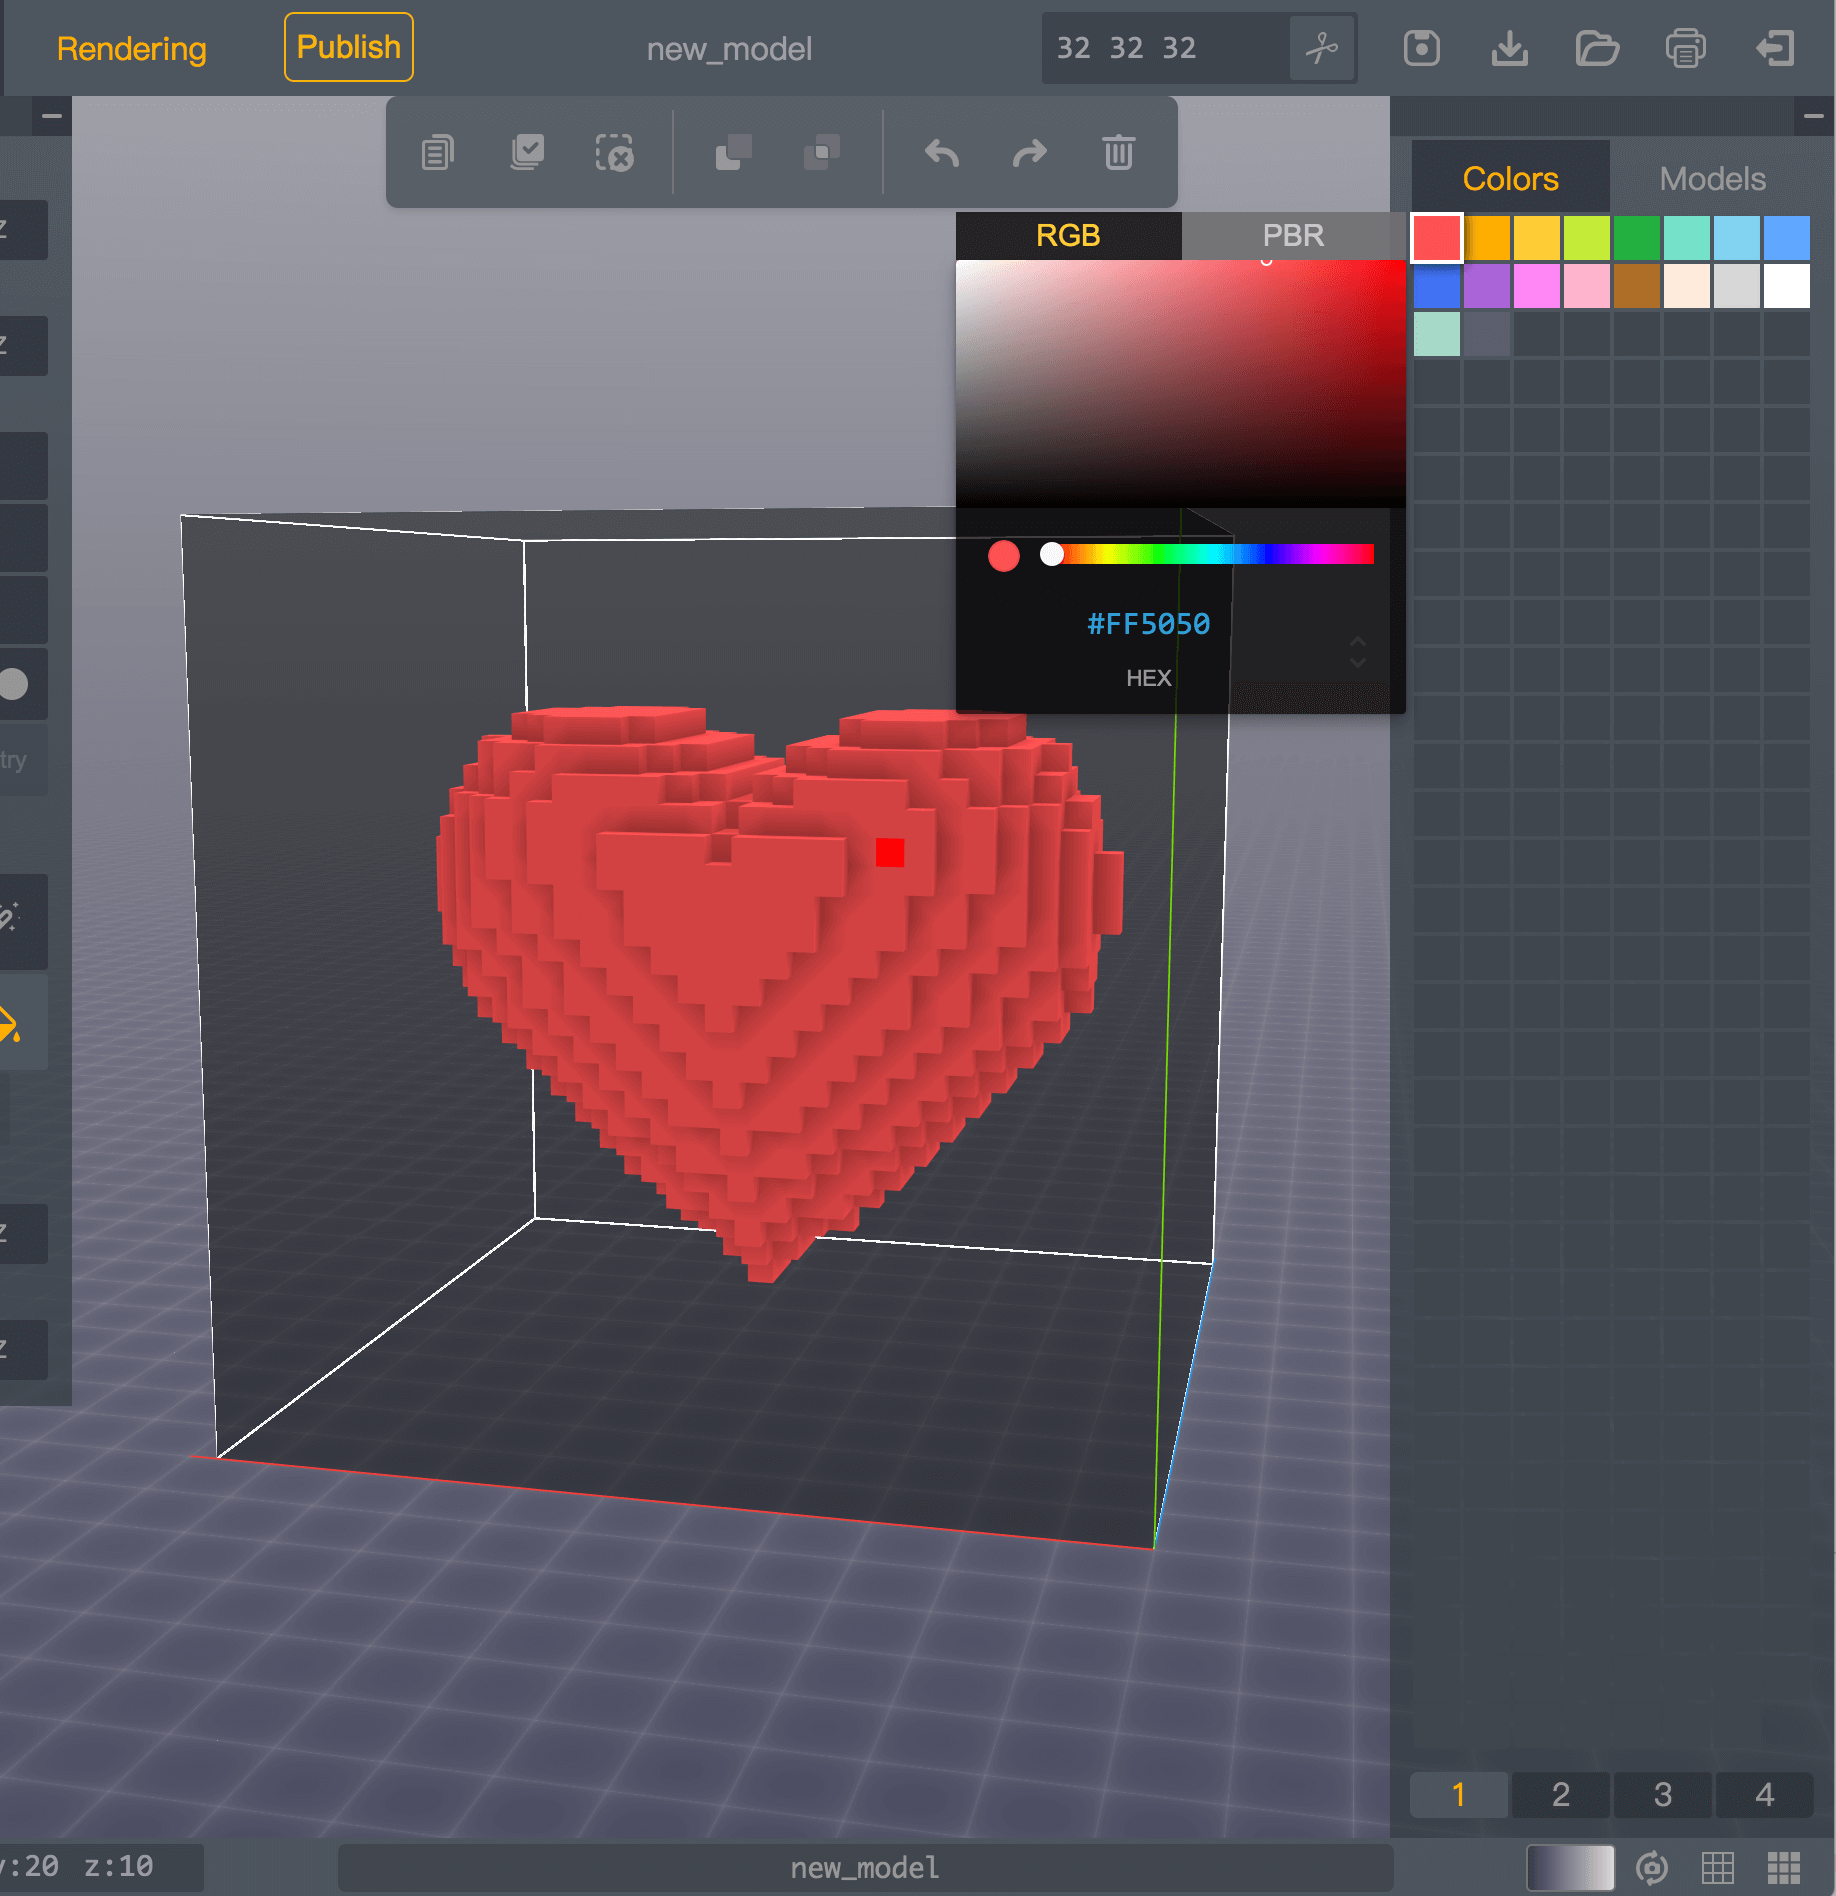 Rendering
Publish
new_model
32 32 32
Colors
Models
RGB
PBR
z
z
#FF5050
HEX
try
z
z
1
2
3
4
y:20 z:10
new_model